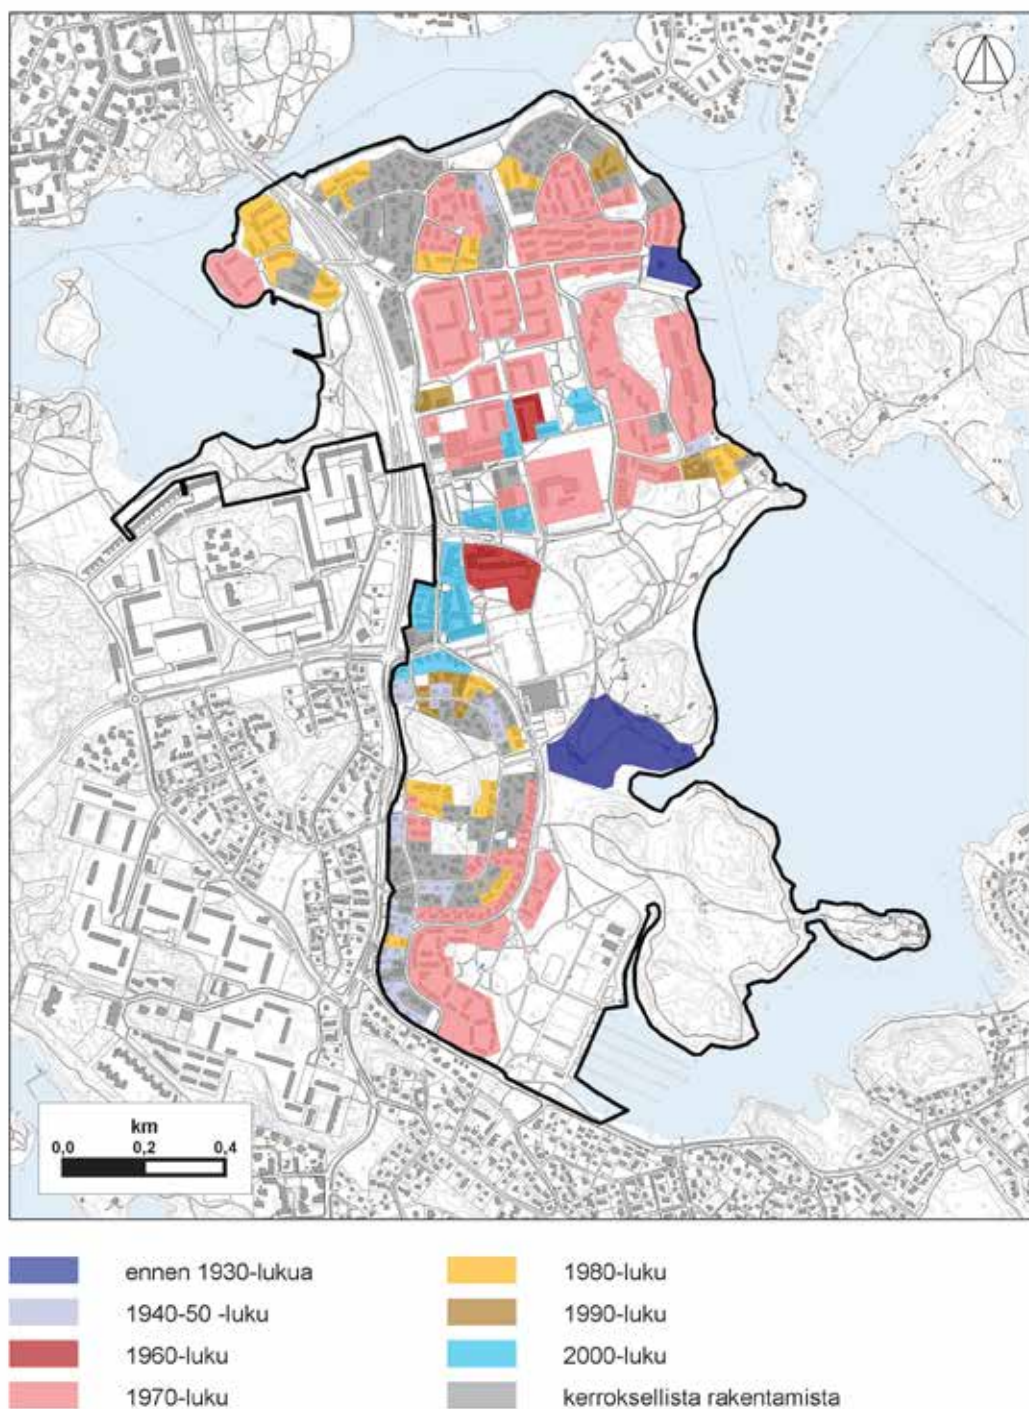 km
0,0 0,2 0,4
ennen 1930-lukua
1940-50 -luku
1960-luku
1970-luku
1980-luku
1990-luku
2000-luku
kerroksellista rakentamista